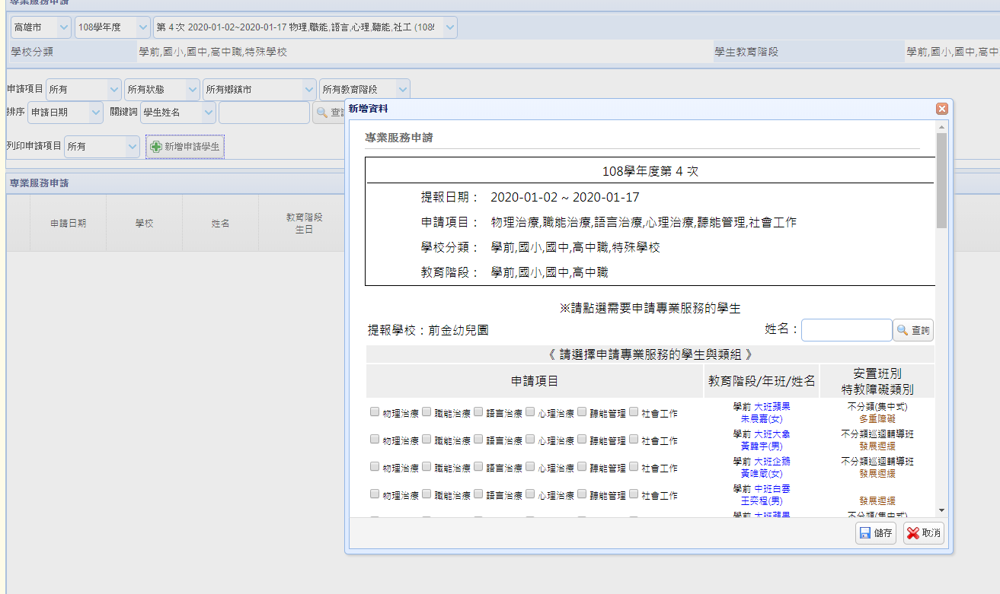 專業服務申請
高雄市 108學年度 第 4 次 2020-01-02~2020-01-17 物理,職能,語言,心理,聽能,社工
學校分類 學前,國小,國中,高中職,特殊學校 學生教育階段 學前,國小,國中,高中
申請項目 所有 所有狀態 所有鄉鎮市 所有教育階段
排序 申請日期 關鍵詞 學生姓名
列印申請項目 所有 新增申請學生
專業服務申請
申請日期 學校 姓名 教育階段
生日
新增資料
專業服務申請
108學年度第 4 次
提報日期： 2020-01-02 ~ 2020-01-17
申請項目： 物理治療,職能治療,語言治療,心理治療,聽能管理,社會工作
學校分類： 學前,國小,國中,高中職,特殊學校
教育階段： 學前,國小,國中,高中職
※請點選需要申請專業服務的學生
提報學校：前金幼兒園 姓名： 查詢
《 請選擇申請專業服務的學生與類組 》
申請項目 教育階段/年班/姓名 安置班別
特教障礙類別
物理治療 職能治療 語言治療 心理治療 聽能管理 社會工作 學前 大班蘋果 不分類(集中式)
朱晨嘉(女) 多重障礙
物理治療 職能治療 語言治療 心理治療 聽能管理 社會工作 學前 大班大象 不分類巡迴輔導班
黃韓宇(男) 發展遲緩
物理治療 職能治療 語言治療 心理治療 聽能管理 社會工作 學前 大班企鵝 不分類巡迴輔導班
黃唯葳(女) 發展遲緩
物理治療 職能治療 語言治療 心理治療 聽能管理 社會工作 學前 中班白雲
王奕程(男) 發展遲緩
學前 大班蘋果 不分類(集中式)
儲存 取消